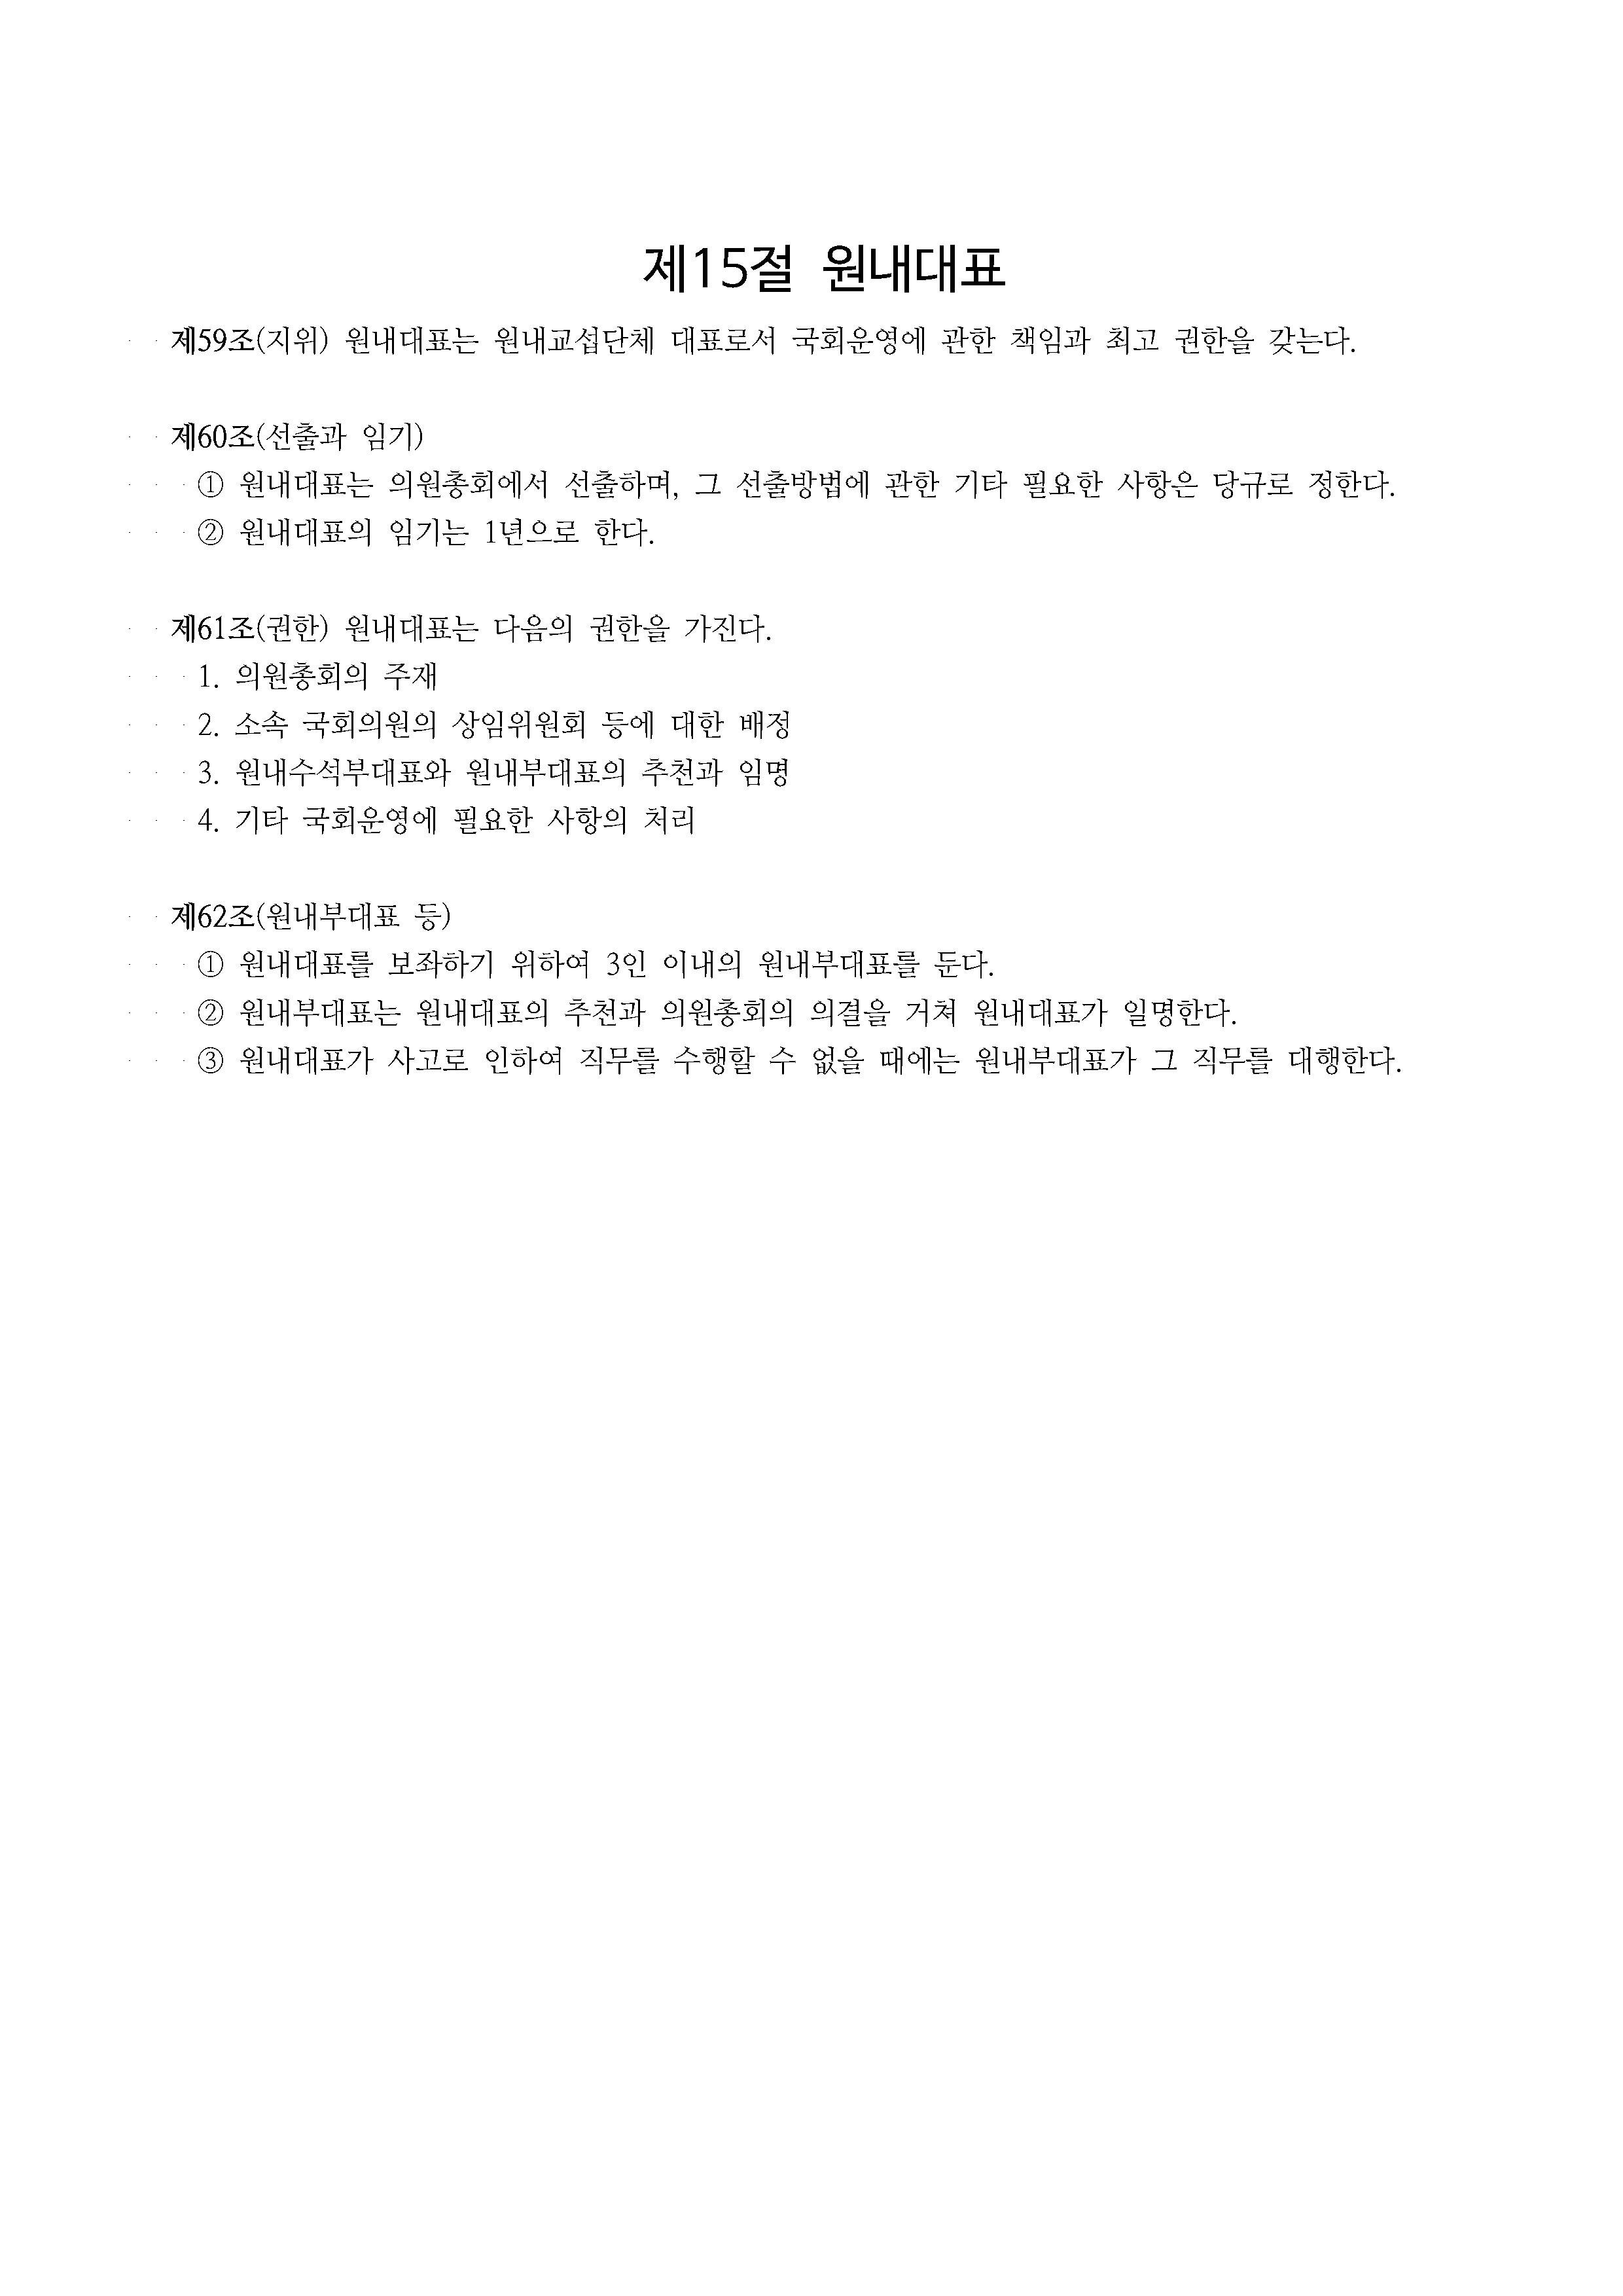 제15절 원내대표
제59조(지위) 원내대표는 원내교섭단체 대표로서 국회운영에 관한 책임과 최고 권한을 갖는다.
제60조(선출과 임기)
① 원내대표는 의원총회에서 선출하며, 그 선출방법에 관한 기타 필요한 사항은 당규로 정한다.
② 원내대표의 임기는 1년으로 한다.
제61조(권한) 원내대표는 다음의 권한을 가진다.
1. 의원총회의 주재
2. 소속 국회의원의 상임위원회 등에 대한 배정
3. 원내수석부대표와 원내부대표의 추천과 임명
4. 기타 국회운영에 필요한 사항의 처리
제62조(원내부대표 등)
① 원내대표를 보좌하기 위하여 3인 이내의 원내부대표를 둔다.
② 원내부대표는 원내대표의 추천과 의원총회의 의결을 거쳐 원내대표가 일명한다.
③ 원내대표가 사고로 인하여 직무를 수행할 수 없을 때에는 원내부대표가 그 직무를 대행한다.